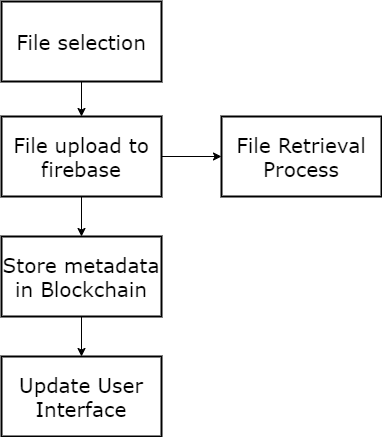 File selection
File upload to
firebase
File Retrieval
Process
Store metadata
in Blockchain
Update User
Interface